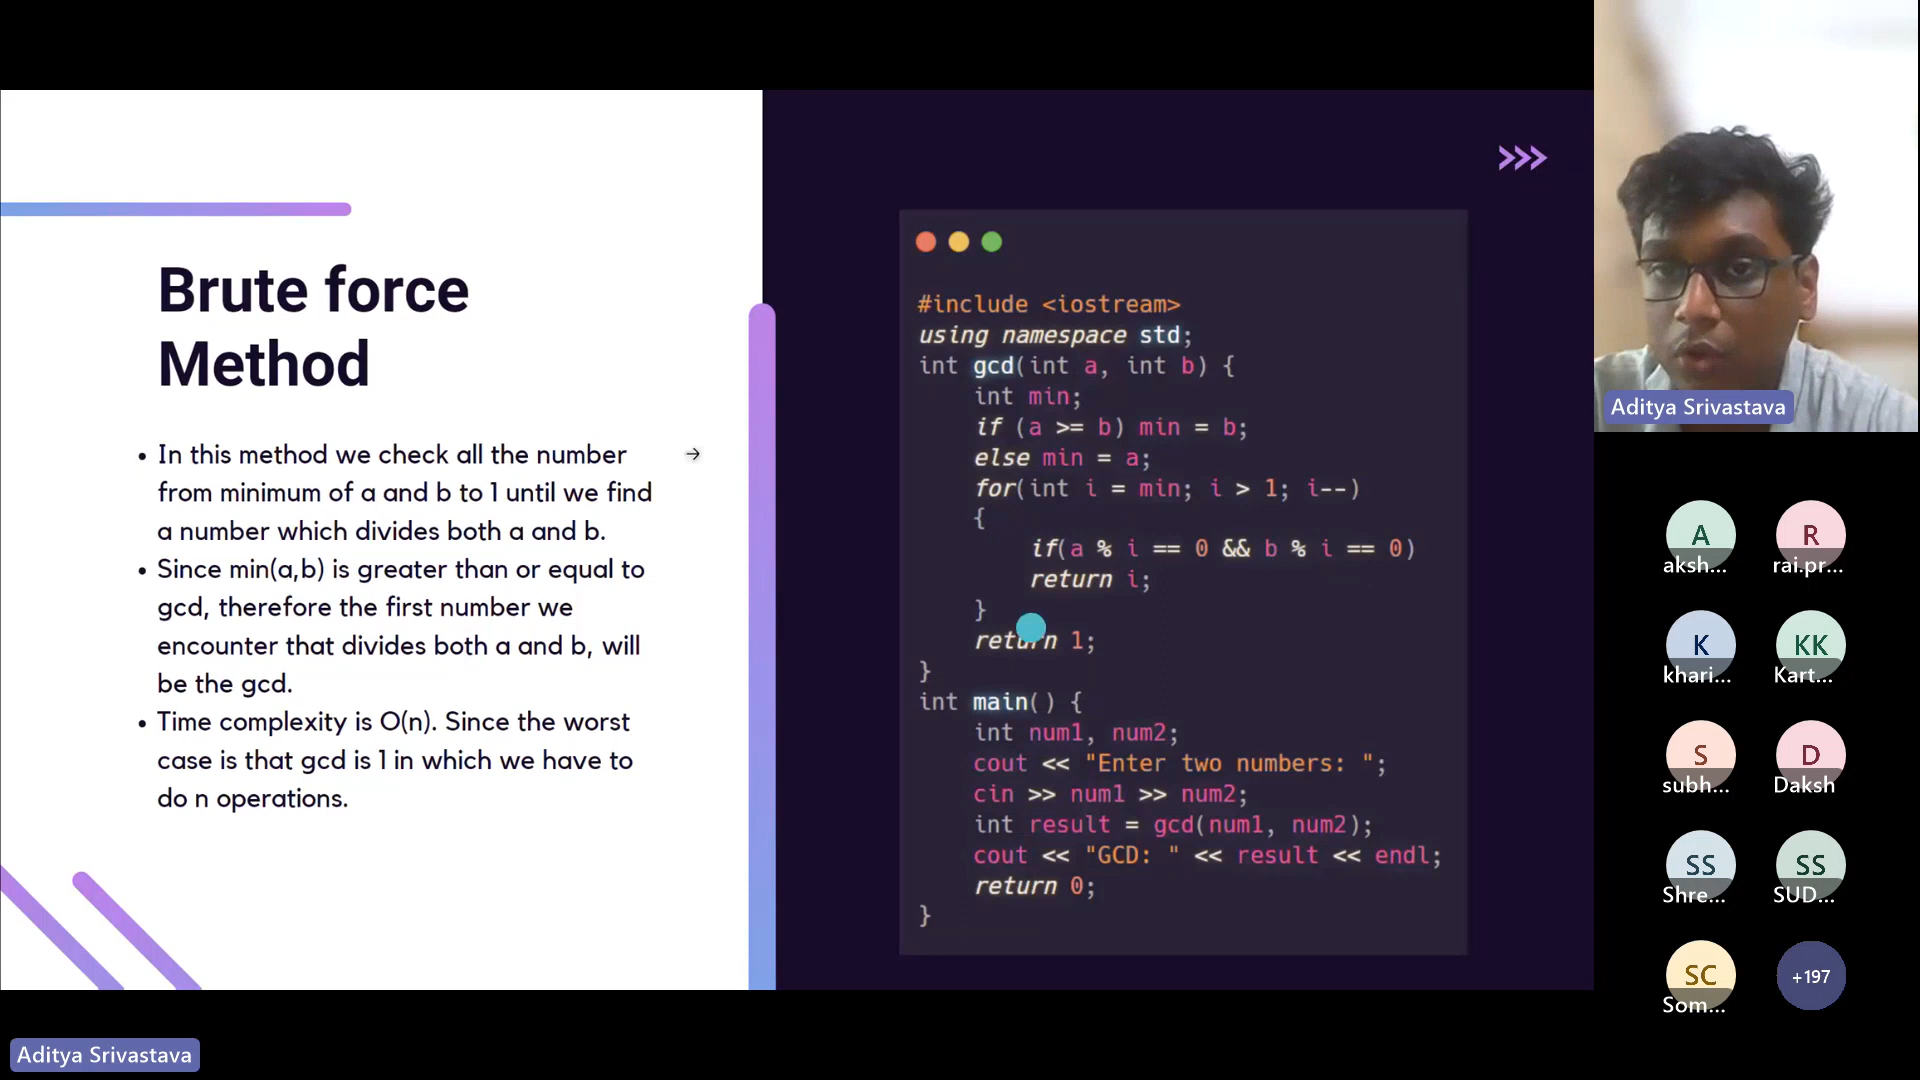 Brute force
Method
• In this method we check all the number
from minimum of a and b to 1 until we find
a number which divides both a and b.
• Since min(a,b) is greater than or equal to
gcd, therefore the first number we
encounter that divides both a and b, will
be the gcd.
• Time complexity is O(n). Since the worst
case is that gcd is 1 in which we have to
do n operations.
#include <iostream>
using namespace std;
int gcd(int a, int b) {
    int min;
    if (a >= b) min = b;
    else min = a;
    for(int i = min; i > 1; i--)
    {
        if(a % i == 0 && b % i == 0)
        return i;
    }
    return 1;
}
int main() {
    int num1, num2;
    cout << "Enter two numbers: ";
    cin >> num1 >> num2;
    int result = gcd(num1, num2);
    cout << "GCD: " << result << endl;
    return 0;
}
Aditya Srivastava
A
aksh...
R
rai.pr...
K
khari...
KK
Kart...
S
subh...
D
Daksh
SS
Shre...
SS
SUD...
SC
Som...
+197
Aditya Srivastava